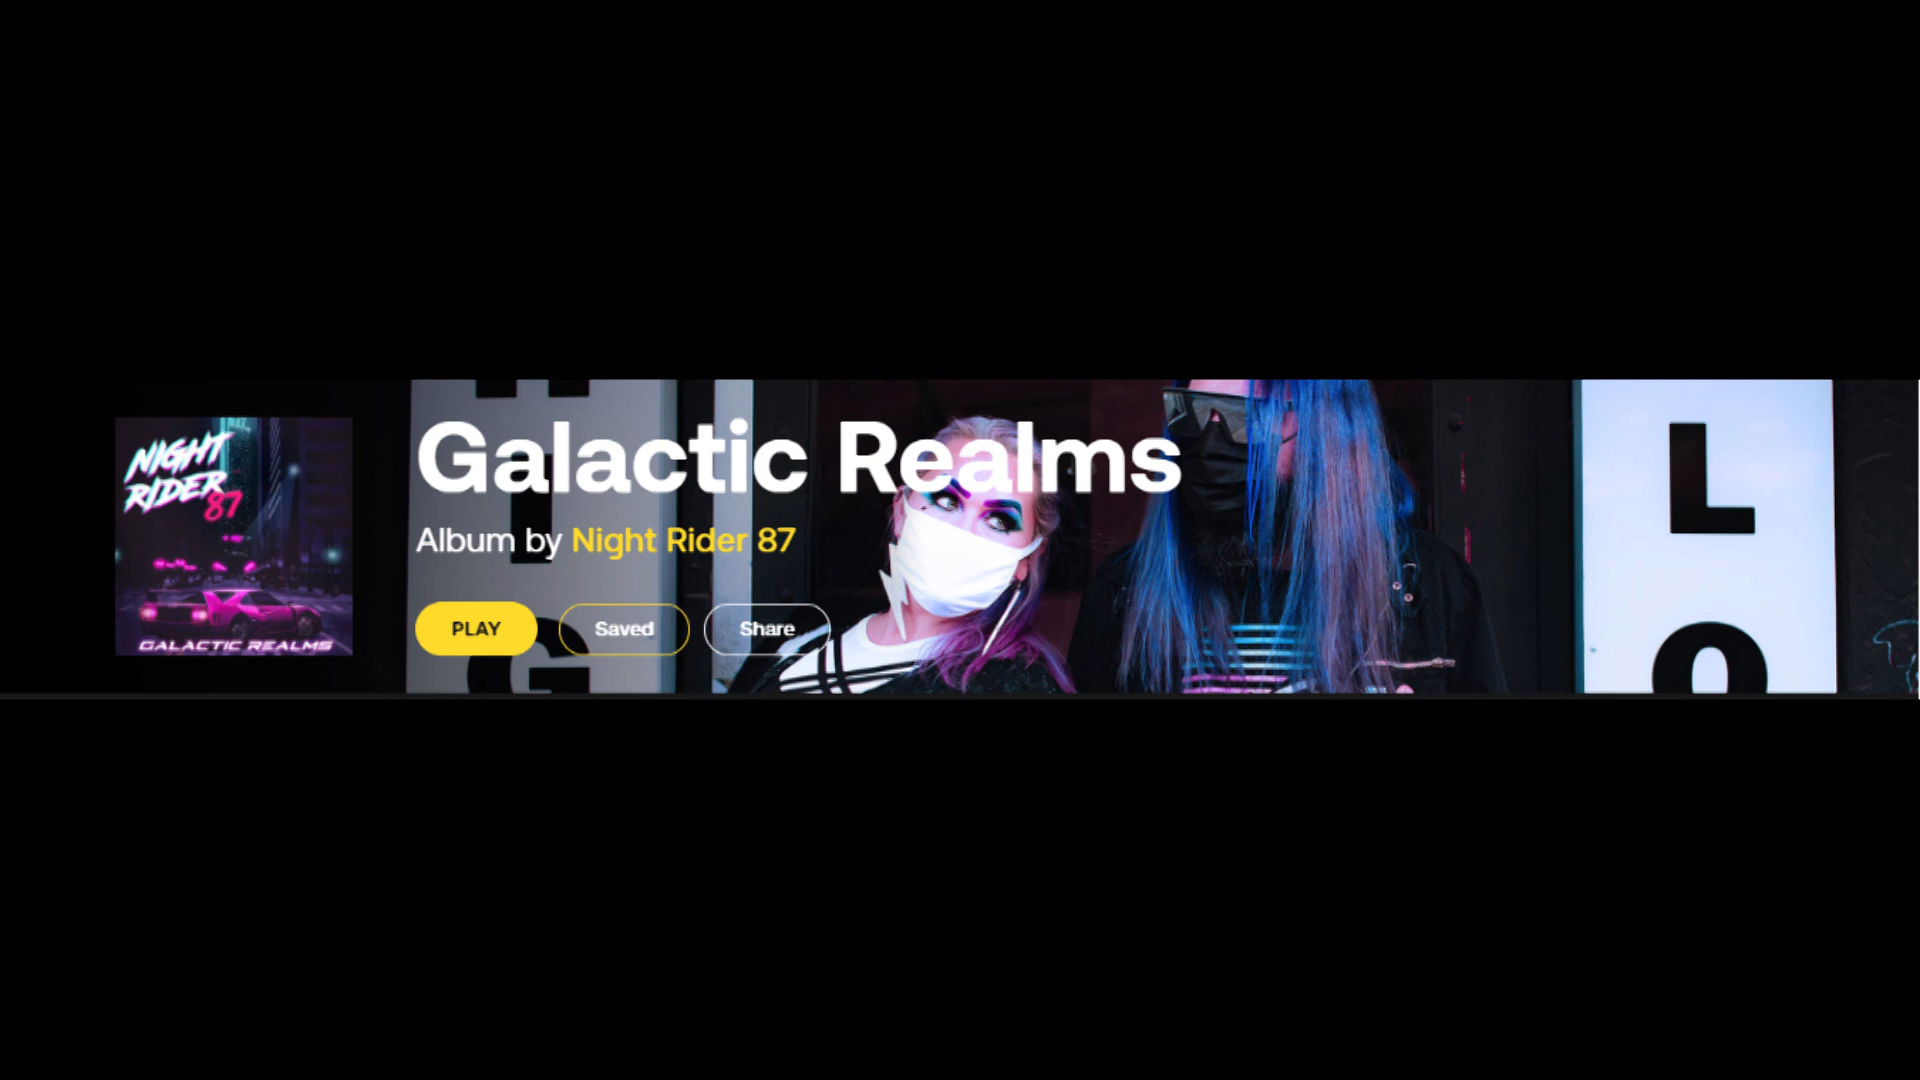 NIGHT
RIDER
87
GALACTIC REALMS
Galactic Realms
Album by Night Rider 87
PLAY
Saved
Share
G
L
O